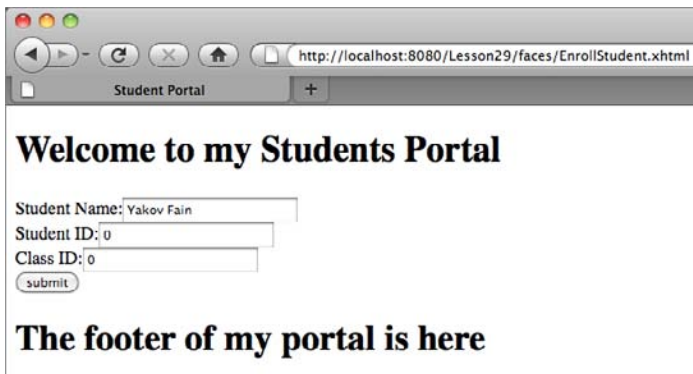 http://localhost:8080/Lesson29/faces/EnrollStudent.xhtml
Student Portal
+
Welcome to my Students Portal
Student Name: Yakov Fain
Student ID: 0
Class ID: 0
submit
The footer of my portal is here